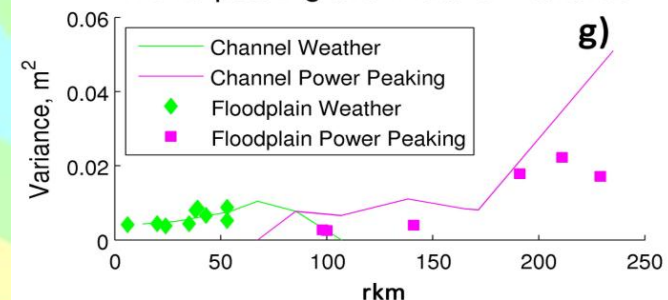 0.06
g)
Channel Weather
Channel Power Peaking
Floodplain Weather
Floodplain Power Peaking
Variance, m²
0.04
0.02
0
0 50 100 150 200 250
rkm